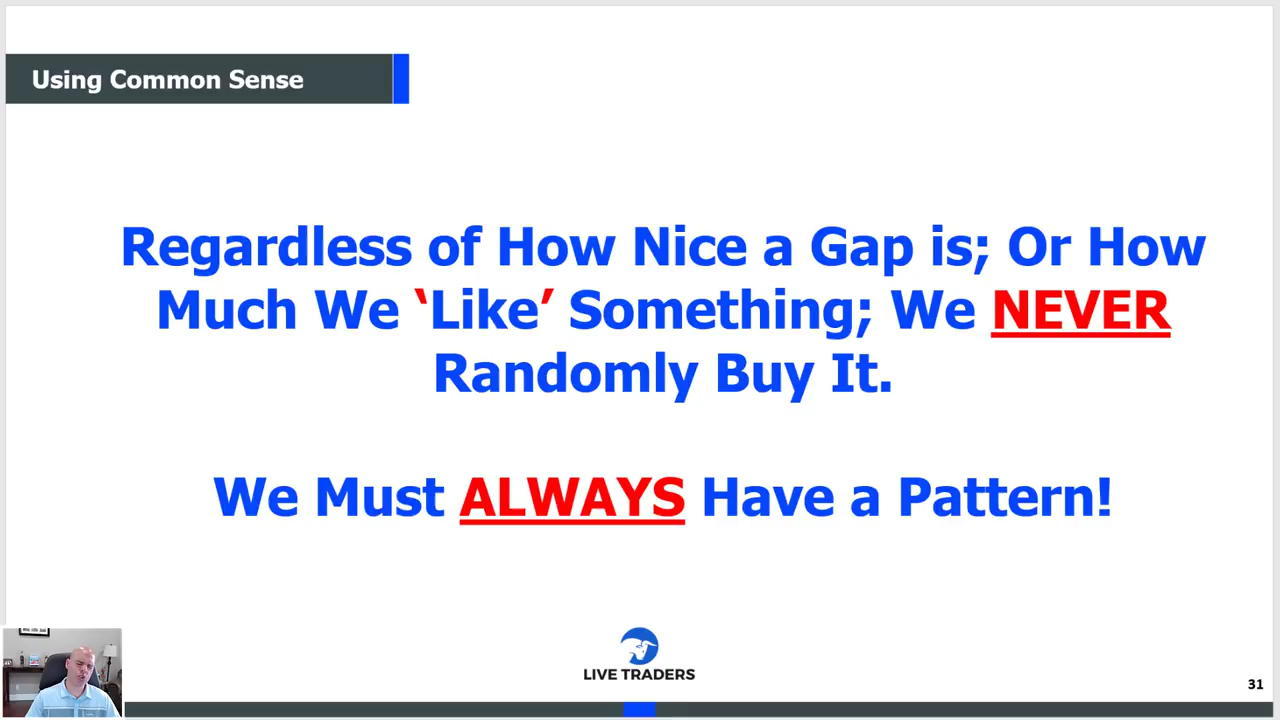 Using Common Sense
Regardless of How Nice a Gap is; Or How
Much We ‘Like’ Something; We NEVER
Randomly Buy It.
We Must ALWAYS Have a Pattern!
LIVE TRADERS
31